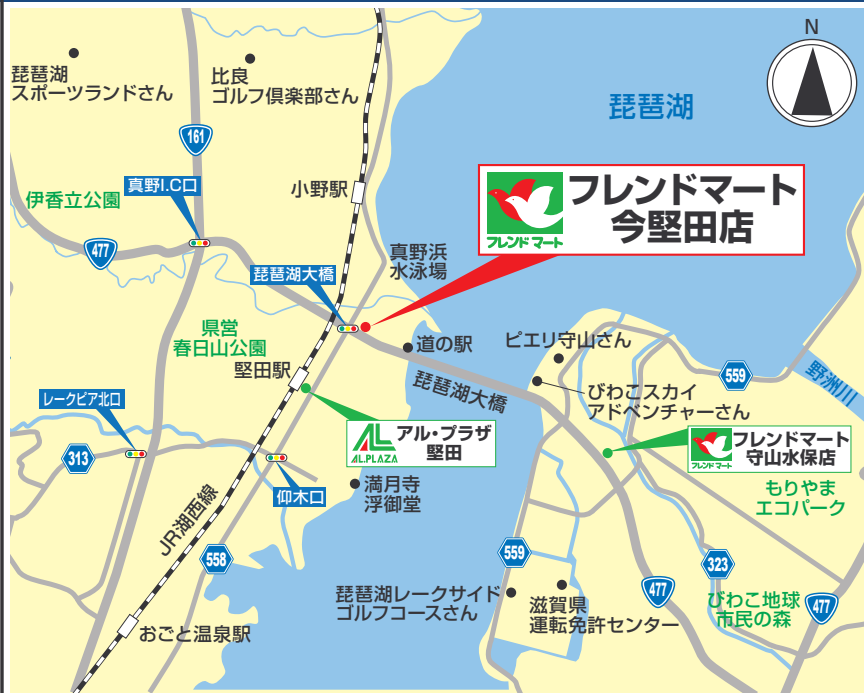 N
琵琶湖
スポーツランドさん
比良
ゴルフ倶楽部さん
琵琶湖
161
フレンドマート
今堅田店
フレンドマート
真野I.C口
小野駅
伊香立公園
477
真野浜
水泳場
琵琶湖大橋
県営
春日山公園
道の駅
ピエリ守山さん
堅田駅
琵琶湖大橋
びわこスカイ
アドベンチャーさん
559
野洲川
レークピア北口
313
AL.PLAZA
アル・プラザ
堅田
フレンドマート
フレンドマート
守山水保店
仰木口
満月寺
浮御堂
もりやま
エコパーク
JR湖西線
558
559
323
琵琶湖レークサイド
ゴルフコースさん
滋賀県
運転免許センター
477
びわこ地球
市民の森
477
おごと温泉駅